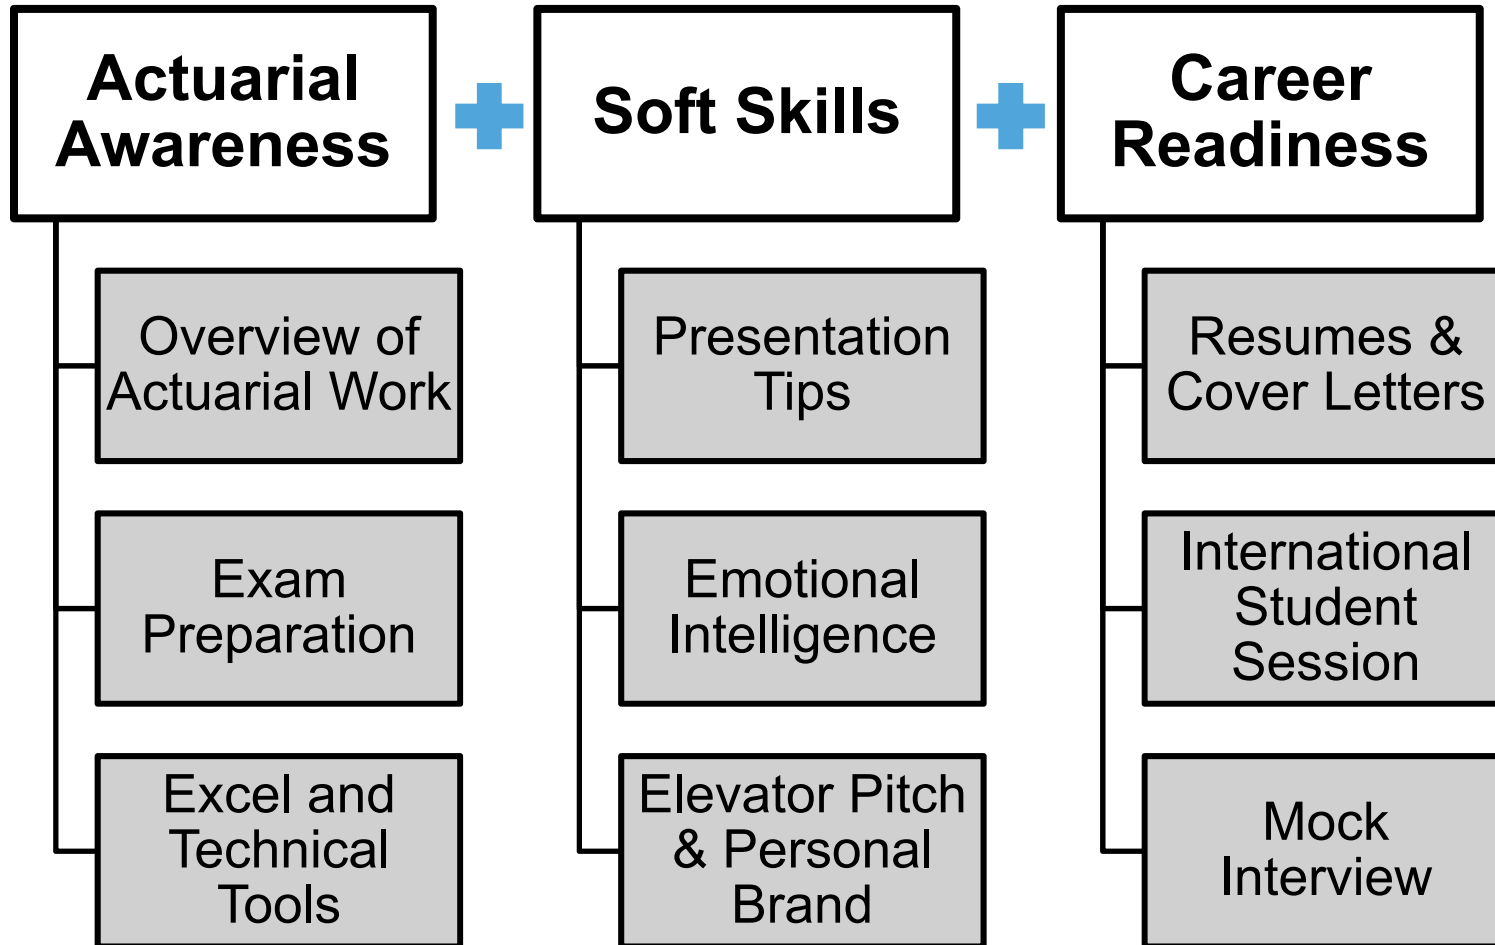 Actuarial
Awareness
Soft Skills
Career
Readiness
Overview of
Actuarial Work
Presentation
Tips
Resumes &
Cover Letters
Exam
Preparation
Emotional
Intelligence
International
Student
Session
Excel and
Technical
Tools
Elevator Pitch
& Personal
Brand
Mock
Interview